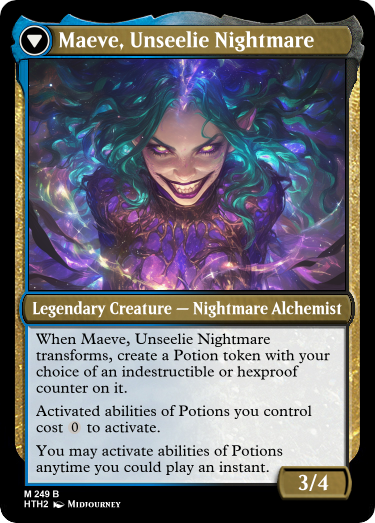 Maeve, Unseelie Nightmare
Legendary Creature — Nightmare Alchemist
When Maeve, Unseelie Nightmare
transforms, create a Potion token with your
choice of an indestructible or hexproof
counter on it.
Activated abilities of Potions you control
cost 0 to activate.
You may activate abilities of Potions
anytime you could play an instant.
3/4
M 249 B
HTH2 Midjourney